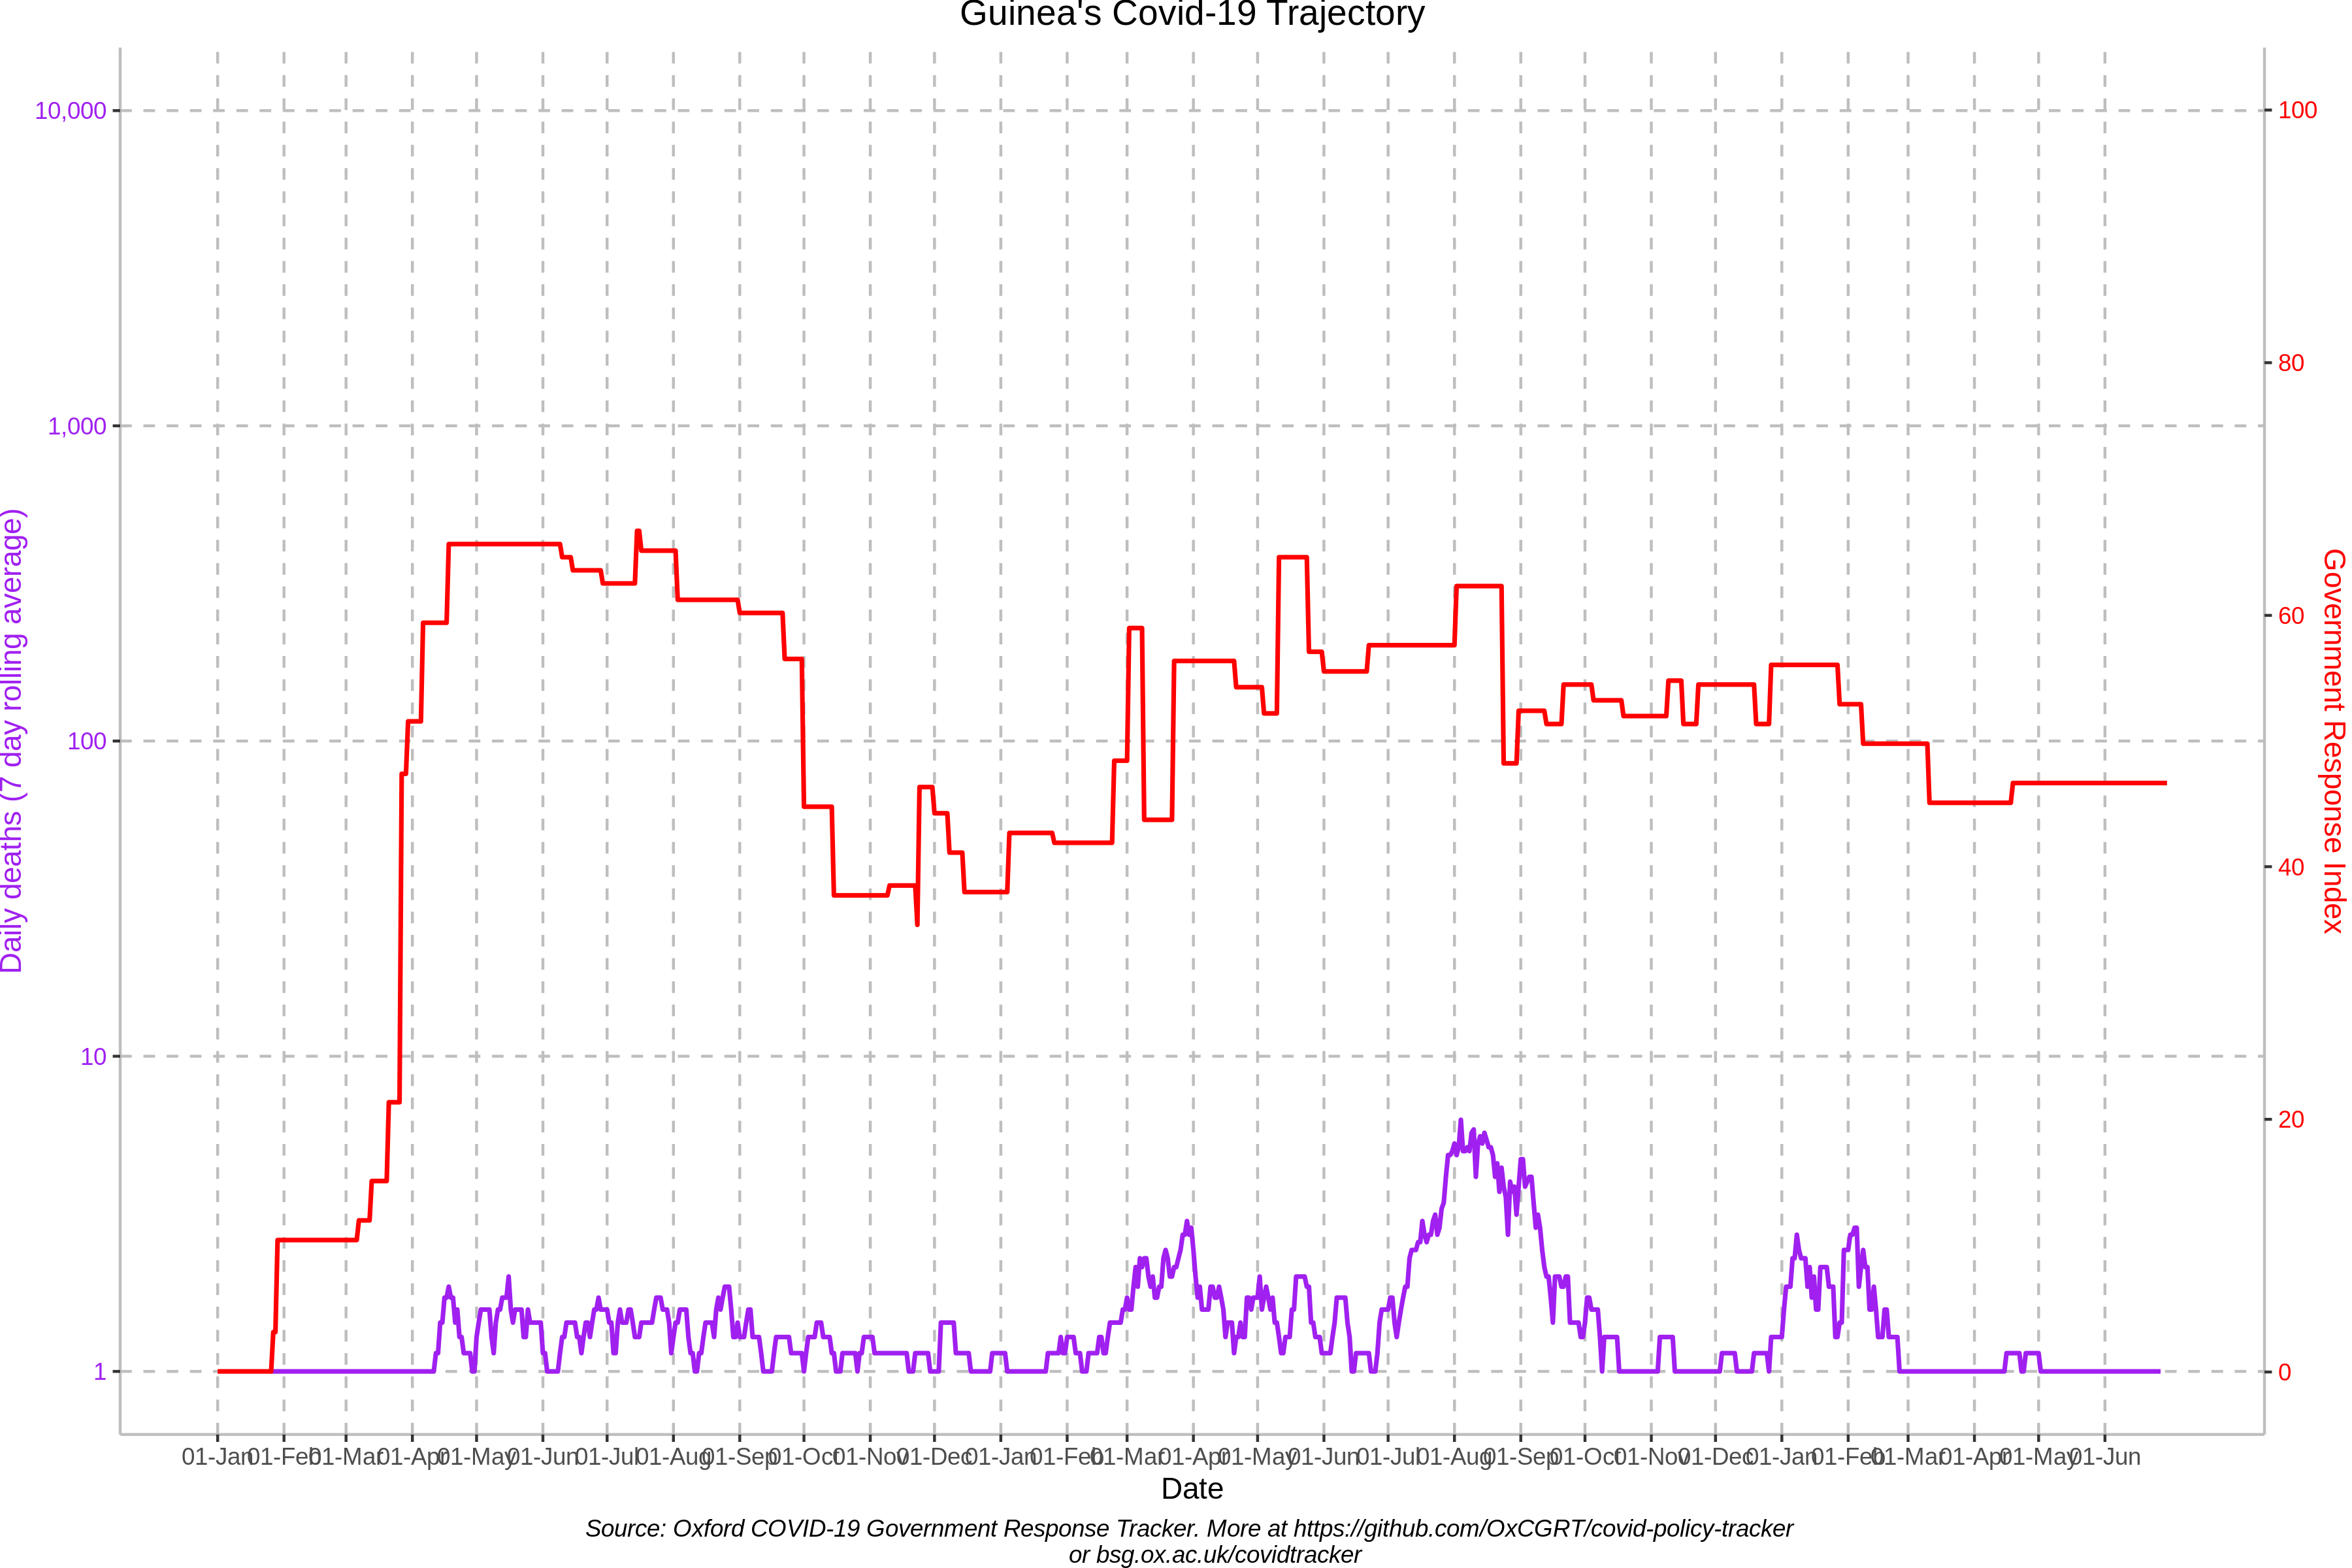 Guinea's Covid-19 Trajectory
10,000
1,000
100
10
1
Daily deaths (7 day rolling average)
100
80
60
40
20
0
Government Response Index
01-Jan 01-Feb 01-Mar 01-Apr 01-May 01-Jun 01-Jul 01-Aug 01-Sep 01-Oct 01-Nov 01-Dec 01-Jan 01-Feb 01-Mar 01-Apr 01-May 01-Jun 01-Jul 01-Aug 01-Sep 01-Oct 01-Nov 01-Dec 01-Jan 01-Feb 01-Mar 01-Apr 01-May 01-Jun
Date
Source: Oxford COVID-19 Government Response Tracker. More at https://github.com/OxCGRT/covid-policy-tracker
or bsg.ox.ac.uk/covidtracker